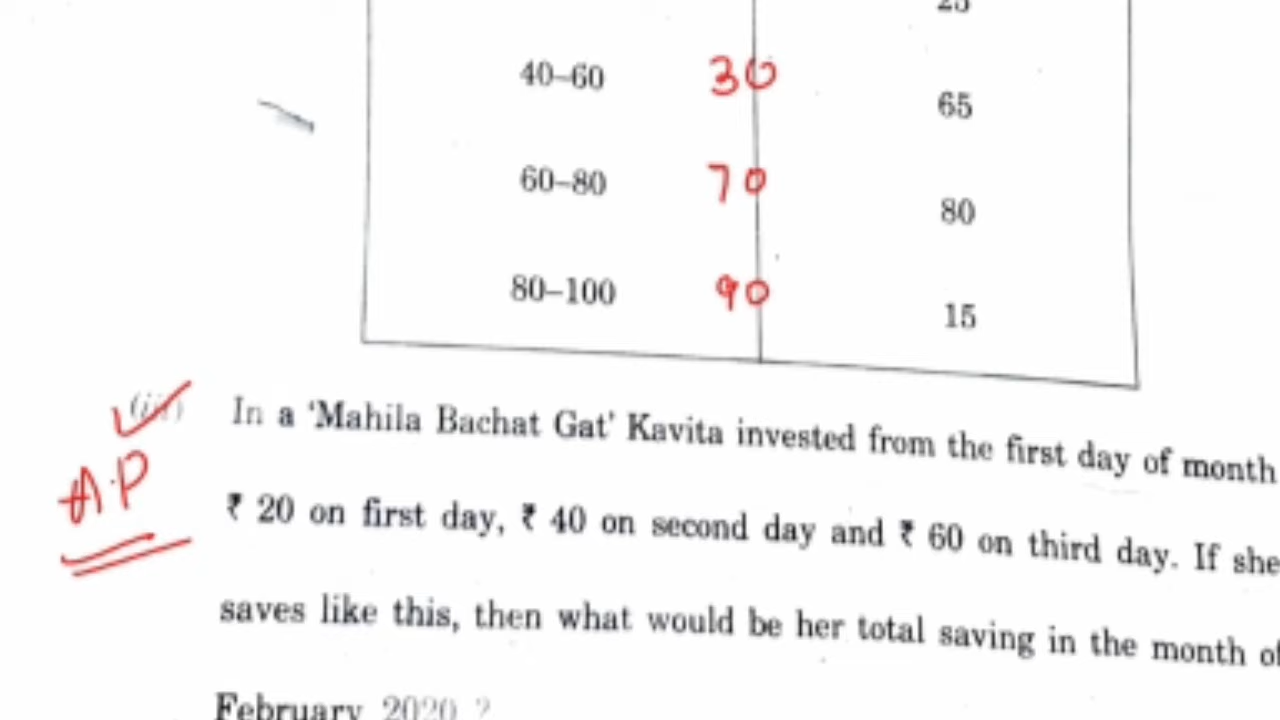 25
40–60 30
65
60–80 70
80
80–100 90
15
(iii) In a ‘Mahila Bachat Gat’ Kavita invested from the first day of month
A.P
₹ 20 on first day, ₹ 40 on second day and ₹ 60 on third day. If she
saves like this, then what would be her total saving in the month of
February 2020 ?